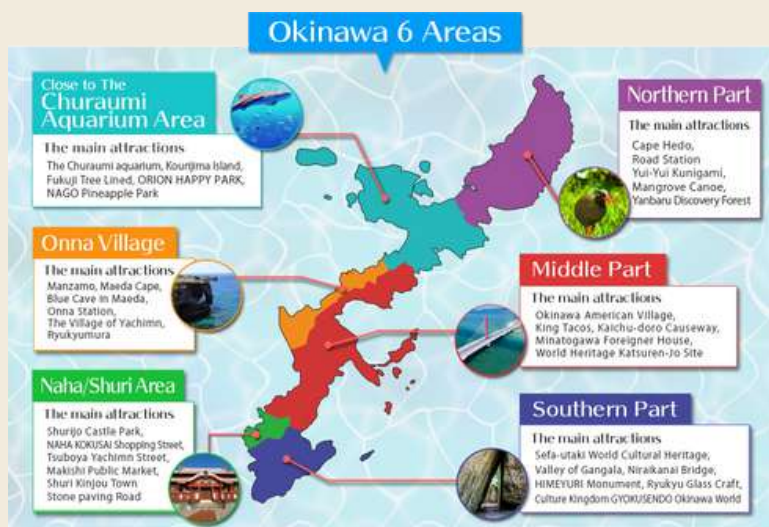 Okinawa 6 Areas
Close to The
Churaumi
Aquarium Area
The main attractions
The Churaumi aquarium, Kourijima Island,
Fukuji Tree Lined, ORION HAPPY PARK,
NAGO Pineapple Park
Northern Part
The main attractions
Cape Hedo,
Road Station
Yui-Yui Kunigami,
Mangrove Canoe,
Yanbaru Discovery Forest
Onna Village
The main attractions
Manzamo, Maeda Cape,
Blue Cave in Maeda,
Onna Station,
The Village of Yachimn,
Ryukyumura
Middle Part
The main attractions
Okinawa American Village,
King Tacos, Kaichu-doro Causeway,
Minatogawa Foreigner House,
World Heritage Katsuren-Jo Site
Naha/Shuri Area
The main attractions
Shurijo Castle Park,
NAHA KOKUSAI Shopping Street,
Tsuboya Yachimn Street,
Makishi Public Market,
Shuri Kinjou Town
Stone paving Road
Southern Part
The main attractions
Sefa-utaki World Cultural Heritage,
Valley of Gangala, Niraikanai Bridge,
HIMEYURI Monument, Ryukyu Glass Craft,
Culture Kingdom GYOKUSENDO Okinawa World